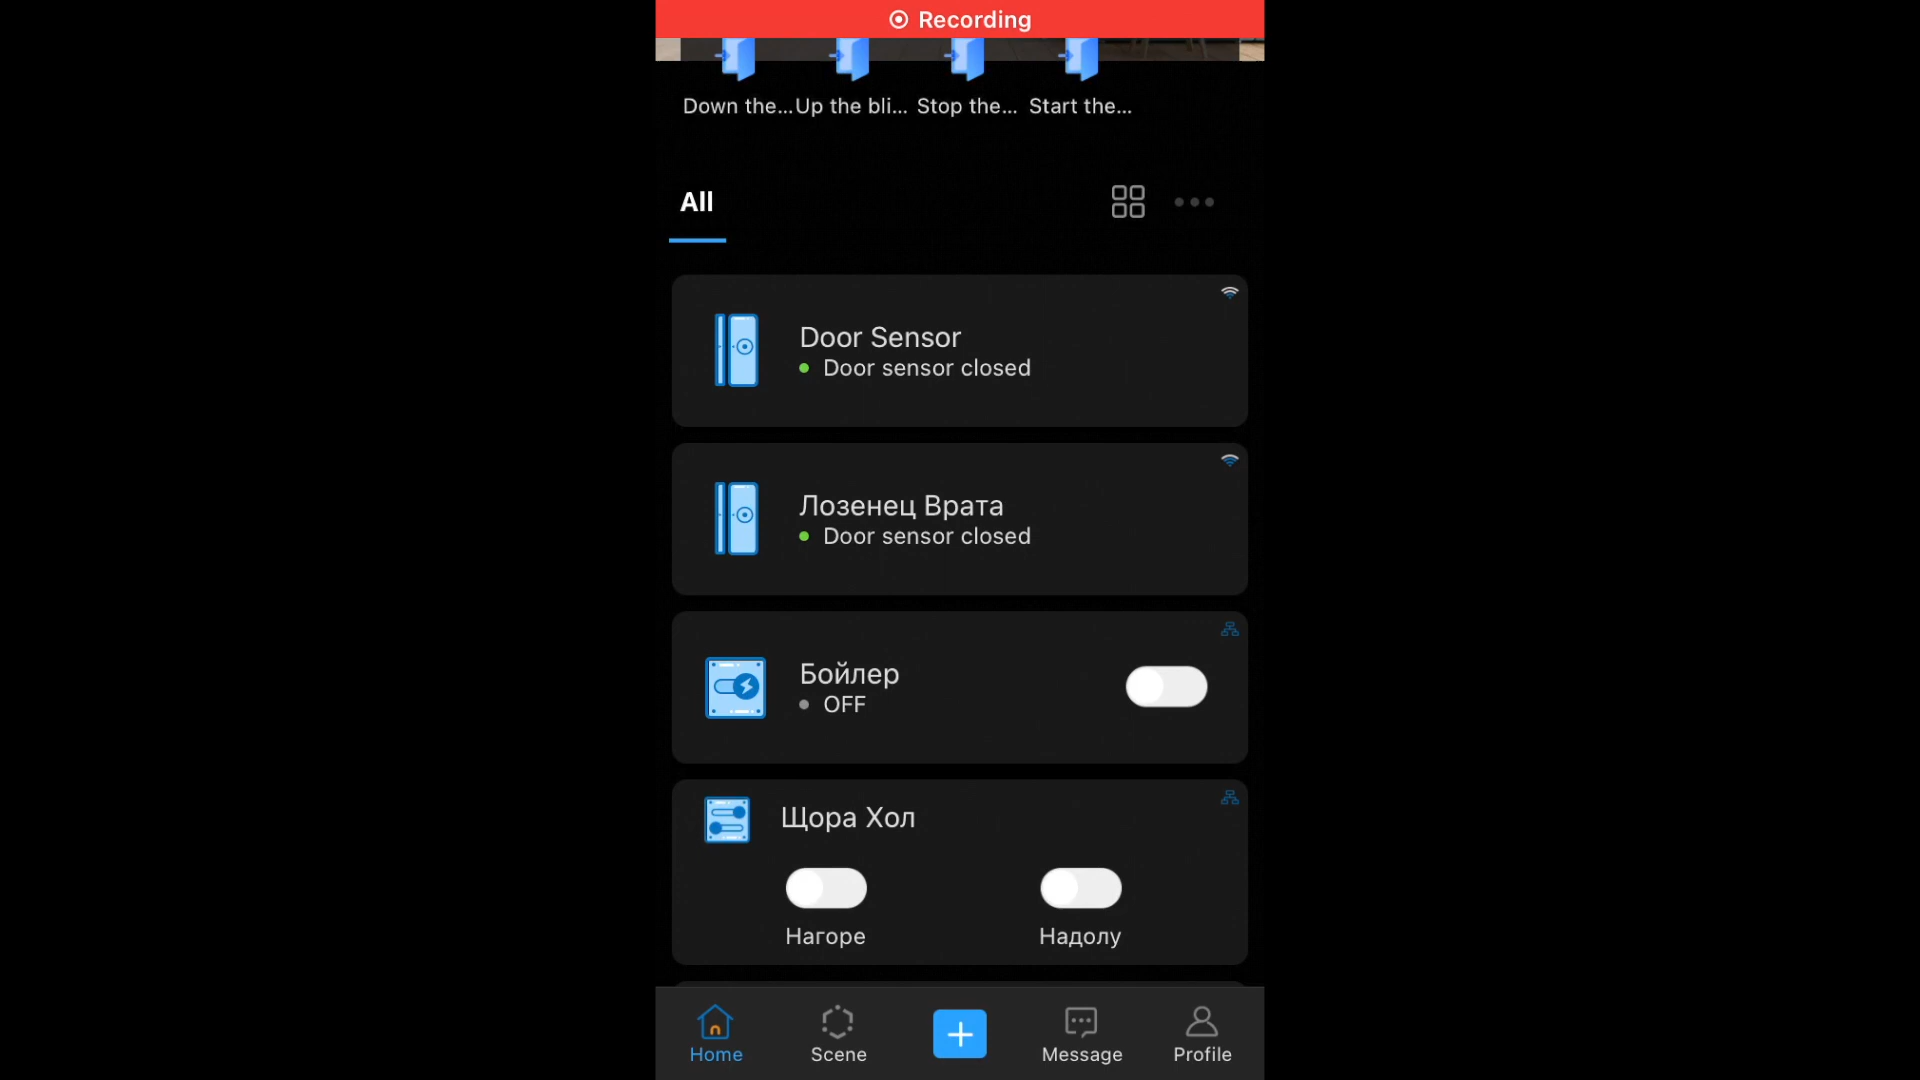 Recording
Down the... Up the bli... Stop the... Start the...
All
Door Sensor
Door sensor closed
Лозенец Врата
Door sensor closed
Бойлер
OFF
Щора Хол
Нагоре Надолу
Home Scene Message Profile